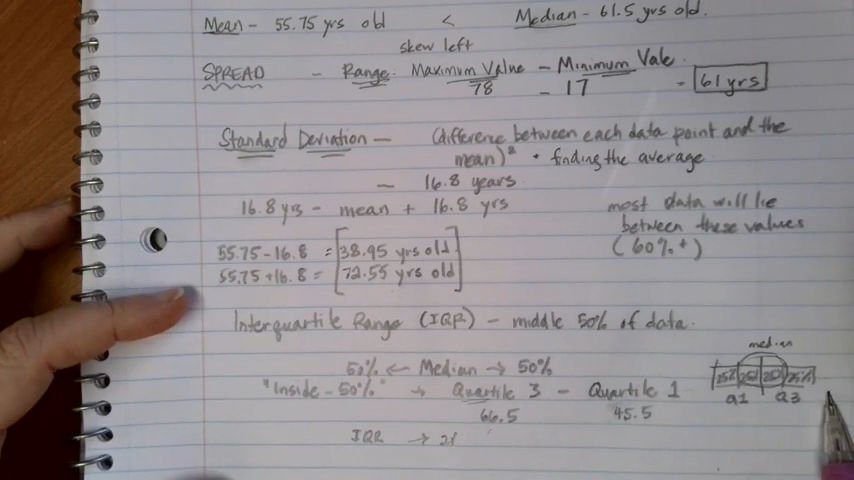 Mean - 55.75 yrs old < Median - 61.5 yrs old.
skew left
SPREAD - Range: Maximum Value - Minimum Vale.
78 - 17 = 61 yrs
Standard Deviation - (difference between each data point and the
mean)² + finding the average
- 16.8 years.
16.8 yrs - mean + 16.8 yrs
most data will lie
between these values
(60%+)
55.75 - 16.8 = [38.95 yrs old]
55.75 + 16.8 = [72.55 yrs old]
Interquartile Range (IQR) - middle 50% of data.
median
50% ← Median → 50%
25% 25% 25% 25%
"Inside - 50%" → Quartile 3 - Quartile 1
Q1 Q3
66.5 45.5
IQR → 21